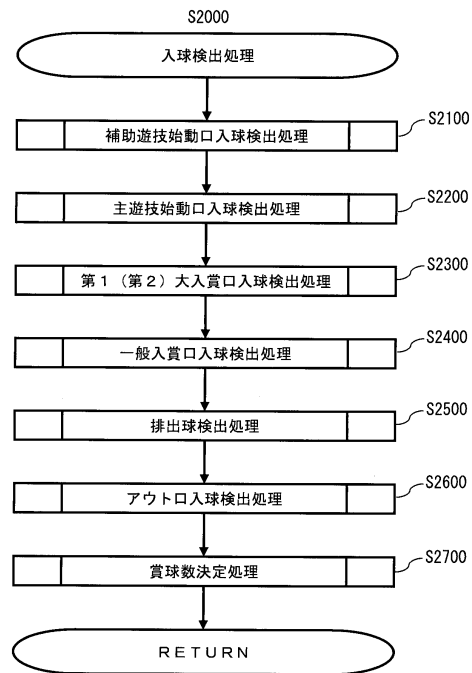 S2000
入球検出処理
補助遊技始動口入球検出処理
S2100
主遊技始動口入球検出処理
S2200
第１（第２）大入賞口入球検出処理
S2300
一般入賞口入球検出処理
S2400
排出球検出処理
S2500
アウト口入球検出処理
S2600
賞球数決定処理
S2700
RETURN